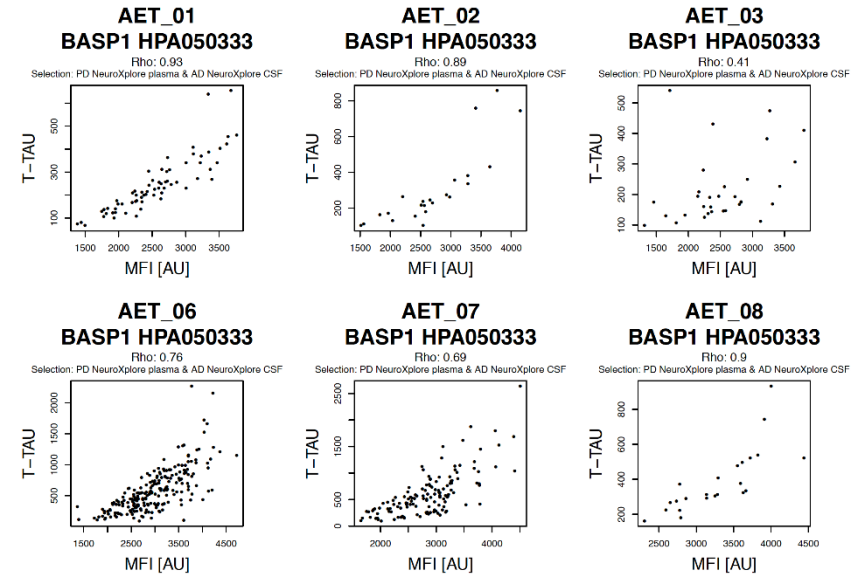 AET_01
BASP1 HPA050333
Rho: 0.93
Selection: PD NeuroXplore plasma & AD NeuroXplore CSF
T-TAU
100 300 500
1500 2000 2500 3000 3500
MFI [AU]
AET_02
BASP1 HPA050333
Rho: 0.89
Selection: PD NeuroXplore plasma & AD NeuroXplore CSF
T-TAU
200 400 600 800
1500 2000 2500 3000 3500 4000
MFI [AU]
AET_03
BASP1 HPA050333
Rho: 0.41
Selection: PD NeuroXplore plasma & AD NeuroXplore CSF
T-TAU
100 200 300 400 500
1500 2000 2500 3000 3500
MFI [AU]
AET_06
BASP1 HPA050333
Rho: 0.76
Selection: PD NeuroXplore plasma & AD NeuroXplore CSF
T-TAU
500 1000 1500 2000
1500 2500 3500 4500
MFI [AU]
AET_07
BASP1 HPA050333
Rho: 0.69
Selection: PD NeuroXplore plasma & AD NeuroXplore CSF
T-TAU
0 500 1500 2500
2000 3000 4000
MFI [AU]
AET_08
BASP1 HPA050333
Rho: 0.9
Selection: PD NeuroXplore plasma & AD NeuroXplore CSF
T-TAU
200 400 600 800
2500 3000 3500 4000 4500
MFI [AU]